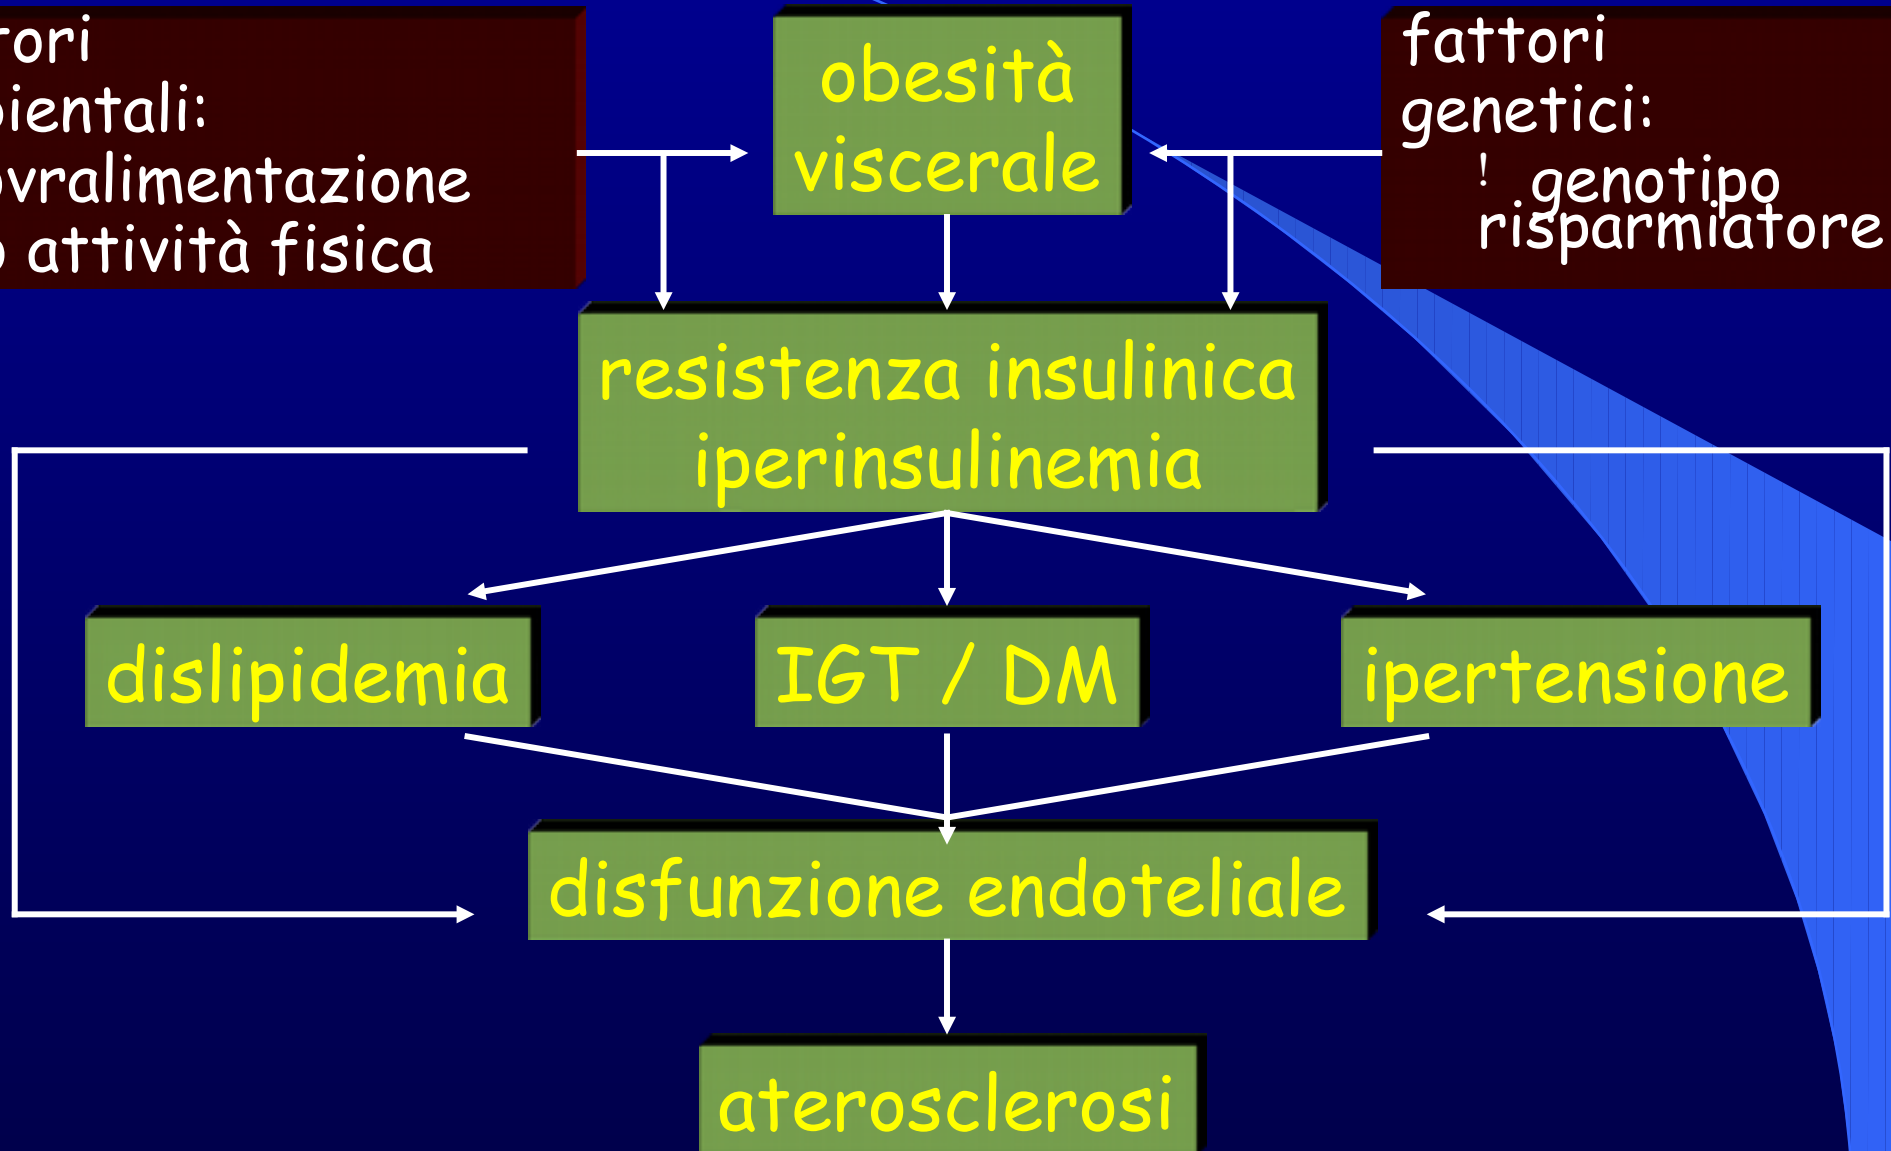 tori
bientali:
ovralimentazione
o attività fisica
obesità
viscerale
fattori
genetici:
! genotipo
risparmiatore
resistenza insulinica
iperinsulinemia
dislipidemia
IGT / DM
ipertensione
disfunzione endoteliale
aterosclerosi